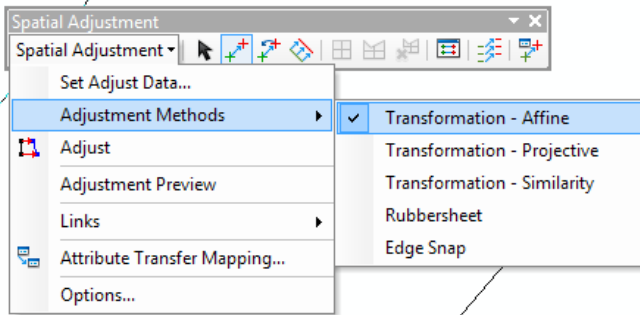 Spatial Adjustment
Spatial Adjustment
Set Adjust Data...
Adjustment Methods
Adjust
Adjustment Preview
Links
Attribute Transfer Mapping...
Options...
Transformation - Affine
Transformation - Projective
Transformation - Similarity
Rubbersheet
Edge Snap